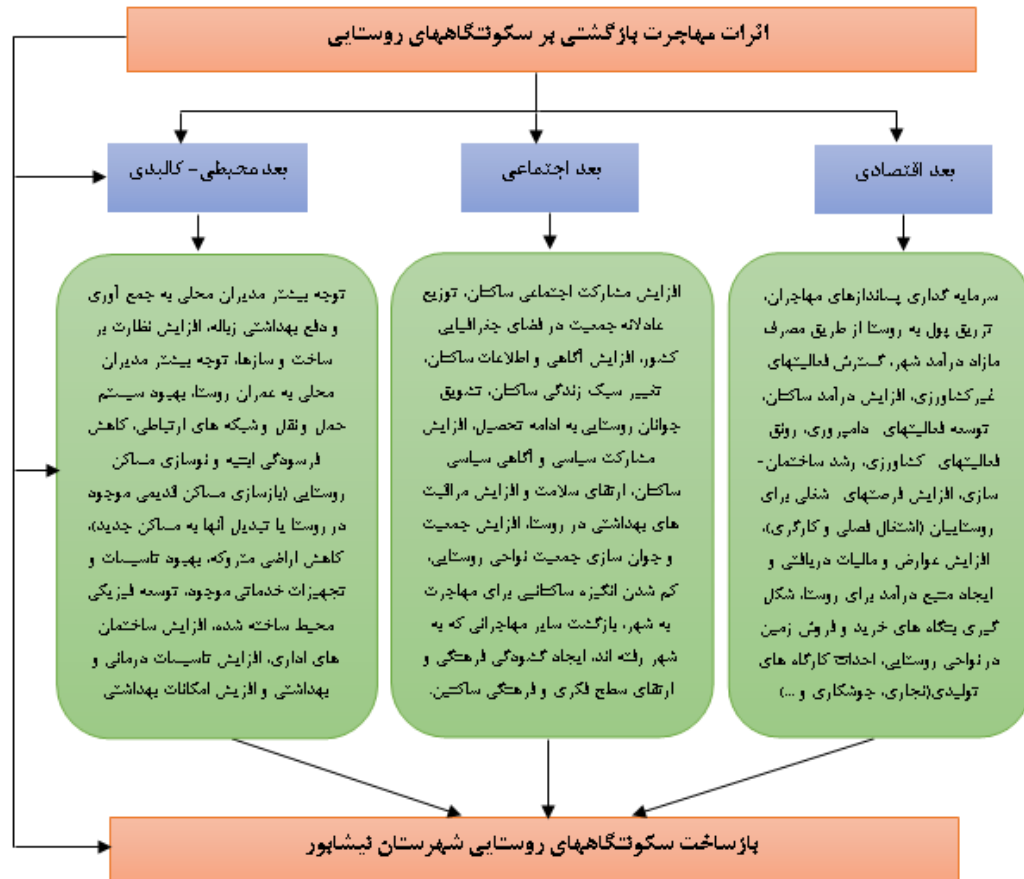 اثرات مهاجرت بازگشتی بر سکونتگاههای روستایی
بعد اقتصادی
بعد اجتماعی
بعد محیطی- کالبدی
سرمایه گذاری پساندازهای مهاجران،
تزریق پول به روستا از طریق مصرف
مازاد درآمد شهر، گسترش فعالیتهای
غیرکشاورزی، افزایش درآمد ساکنان،
توسعه فعالیتهای دامپروری، رونق
فعالیتهای کشاورزی، رشد ساختمان-
سازی، افزایش فرصتهای شغلی برای
روستاییان (اشتغال فصلی و کارگری)،
افزایش عوارض و مالیات دریافتی و
ایجاد منبع درآمد برای روستا، شکل
گیری بنگاه های خرید و فروش زمین
در نواحی روستایی، احداث کارگاه های
تولیدی(نجاری، جوشکاری و ...)
افزایش مشارکت اجتماعی ساکنان، توزیع
عادلانه جمعیت در فضای جغرافیایی
کشور، افزایش آگاهی و اطلاعات ساکنان،
تغییر سبک زندگی ساکنان، تشویق
جوانان روستایی به ادامه تحصیل، افزایش
مشارکت سیاسی و آگاهی سیاسی
ساکنان، ارتقای سلامت و افزایش مراقبت
های بهداشتی در روستا، افزایش جمعیت
و جوان سازی جمعیت نواحی روستایی،
کم شدن انگیزه ساکنانیی برای مهاجرت
به شهر، بازگشت سایر مهاجرانی که به
شهر رفته اند، ایجاد گشودگی فرهنگی و
ارتقای سطح فکری و فرهنگی ساکنین.
توجه بیشتر مدیران محلی به جمع آوری
و دفع بهداشتی زباله، افزایش نظارت بر
ساخت و سازها، توجه بیشتر مدیران
محلی به عمران روستا، بهبود سیستم
حمل ونقل و شبکه های ارتباطی، کاهش
فرسودگی ابنیه و نوسازی مساکن
روستایی (بازسازی مساکن قدیمی موجود
در روستا یا تبدیل آنها به مساکن جدید)،
کاهش اراضی متروکه، بهبود تاسیسات و
تجهیزات خدماتی موجود، توسعه فیزیکی
محیط ساخته شده، افزایش ساختمان
های اداری، افزایش تاسیسات درمانی و
بهداشتی و افزیش امکانات بهداشتی
بازساخت سکونتگاههای روستایی شهرستان نیشابور